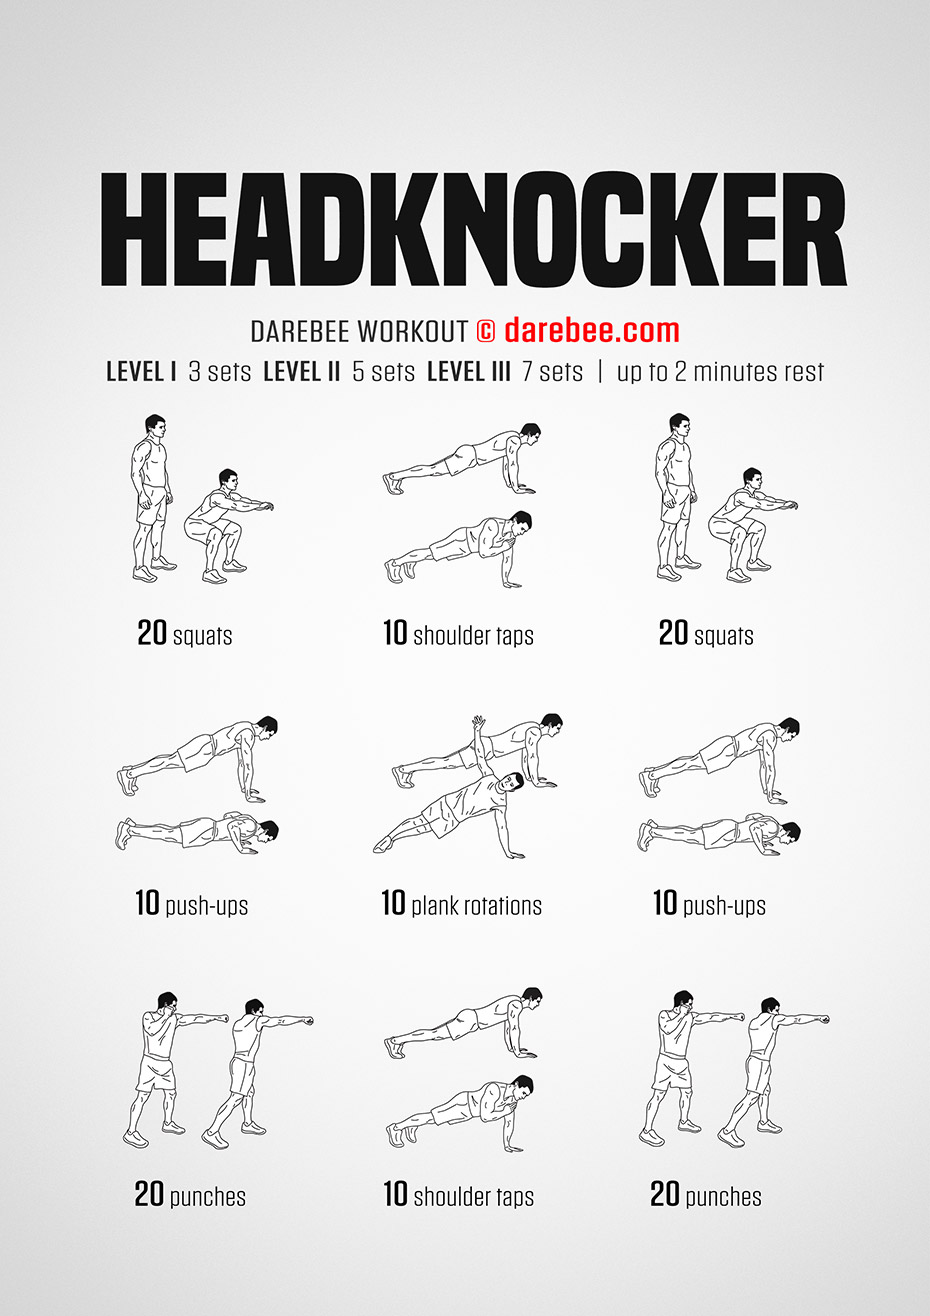 HEADKNOCKER
DAREBEE WORKOUT © darebee.com
LEVEL I 3 sets LEVEL II 5 sets LEVEL III 7 sets | up to 2 minutes rest
20 squats
10 shoulder taps
20 squats
10 push-ups
10 plank rotations
10 push-ups
20 punches
10 shoulder taps
20 punches